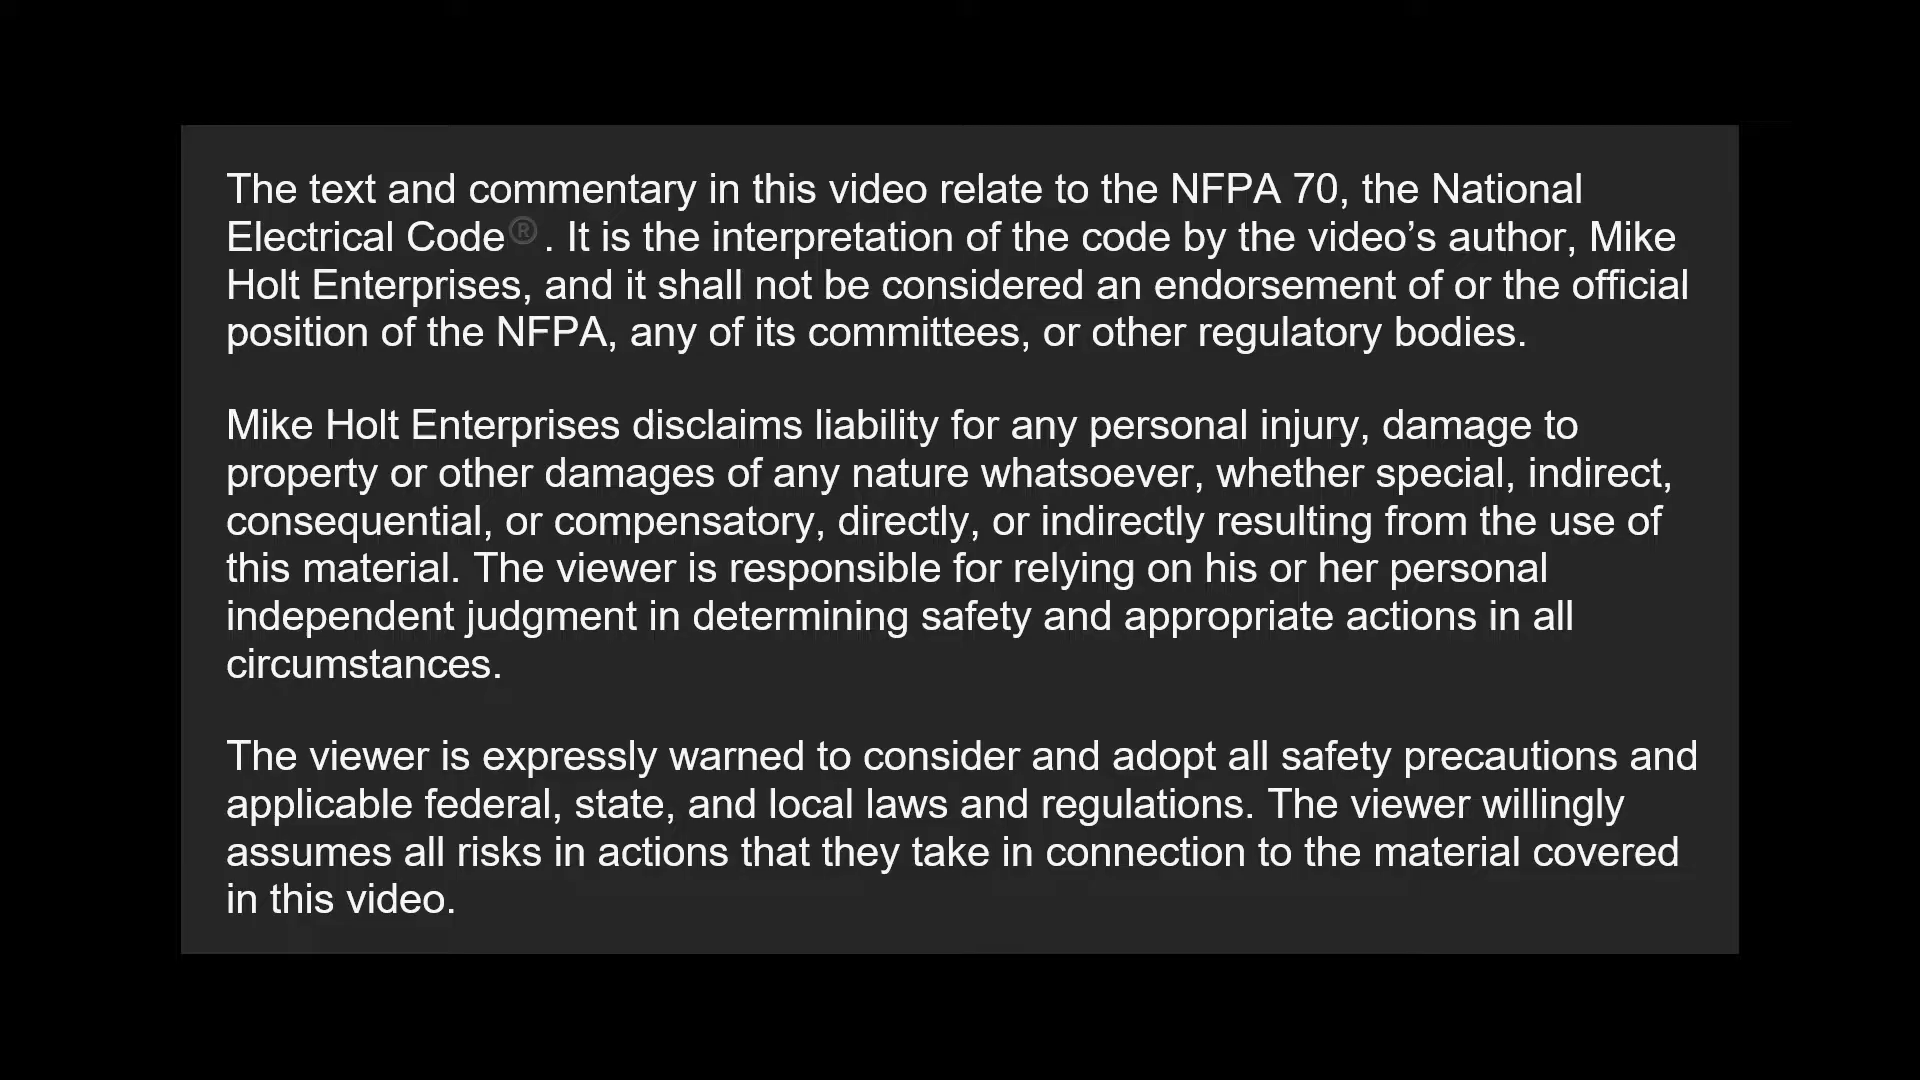 The text and commentary in this video relate to the NFPA 70, the National
Electrical Code® . It is the interpretation of the code by the video’s author, Mike
Holt Enterprises, and it shall not be considered an endorsement of or the official
position of the NFPA, any of its committees, or other regulatory bodies.
Mike Holt Enterprises disclaims liability for any personal injury, damage to
property or other damages of any nature whatsoever, whether special, indirect,
consequential, or compensatory, directly, or indirectly resulting from the use of
this material. The viewer is responsible for relying on his or her personal
independent judgment in determining safety and appropriate actions in all
circumstances.
The viewer is expressly warned to consider and adopt all safety precautions and
applicable federal, state, and local laws and regulations. The viewer willingly
assumes all risks in actions that they take in connection to the material covered
in this video.